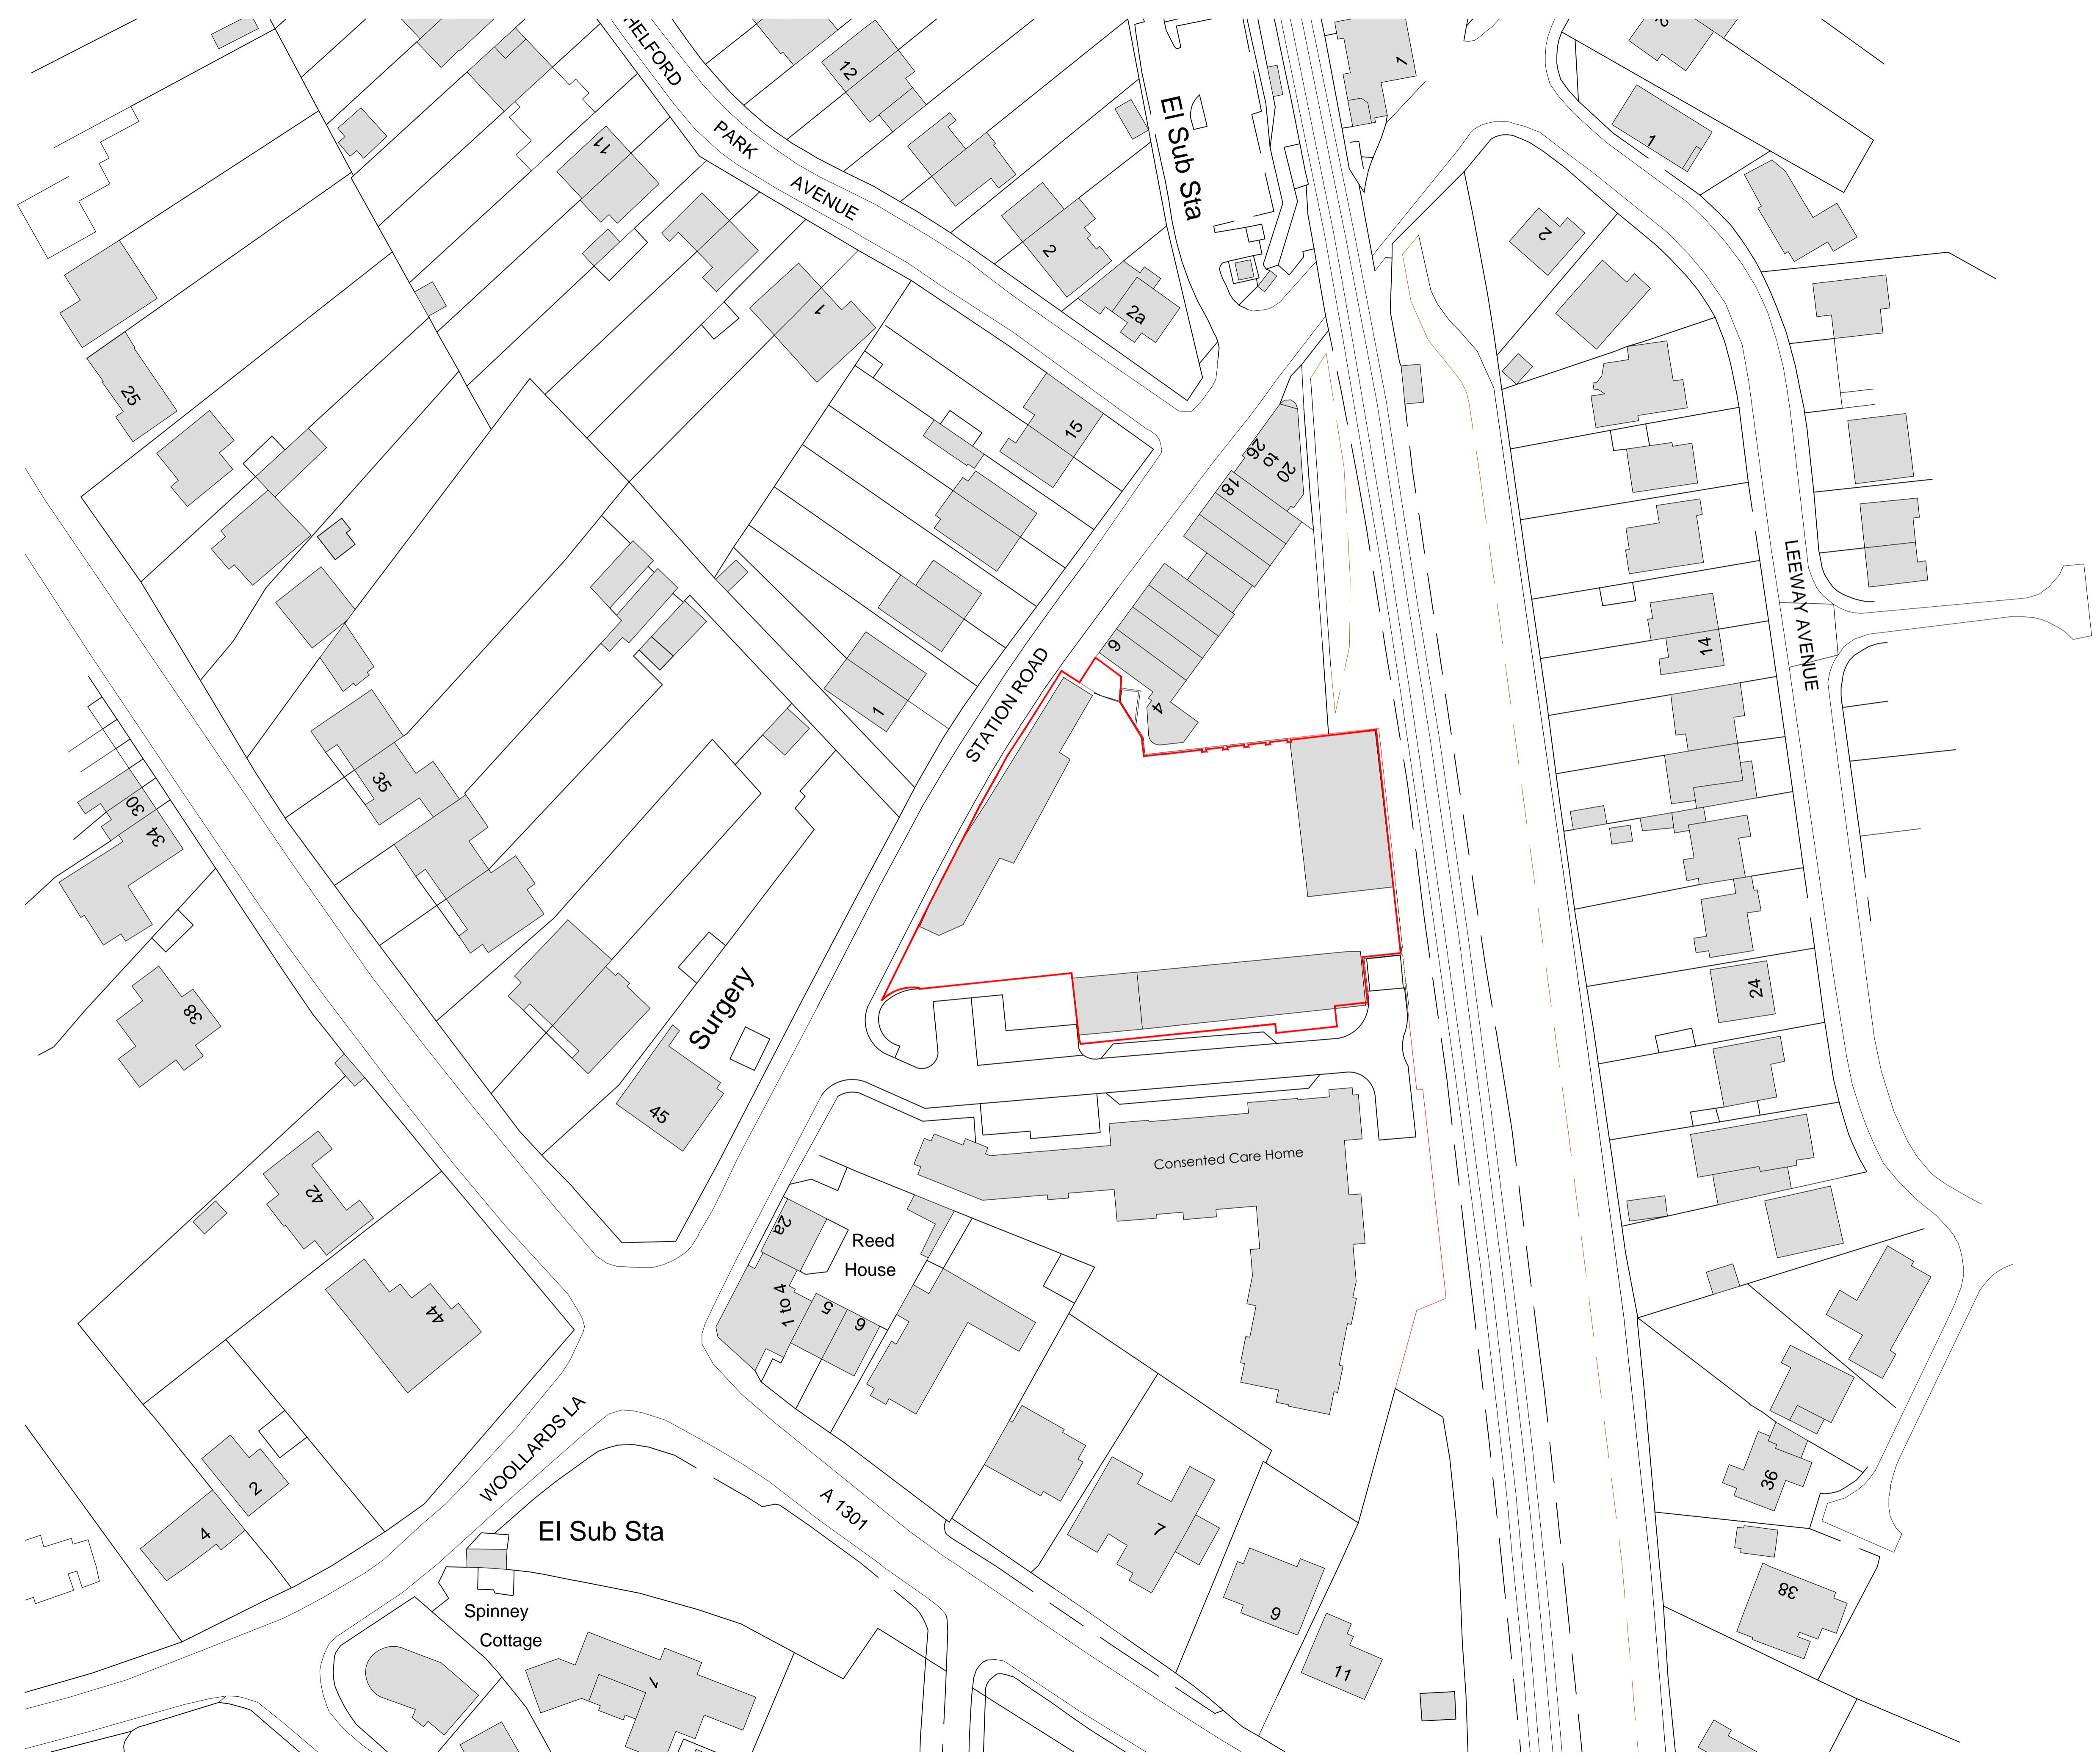 HELFORD
PARK
AVENUE
12
El Sub Sta
1
1
2
11
2
2a
1
25
15
20
to
26
18
6
4
STATION ROAD
1
LEEWAY AVENUE
14
35
30
34
38
Surgery
45
24
Consented Care Home
42
44
2a
Reed
House
1 to 4
5
6
WOOLLARDS LA
A 1301
2
4
El Sub Sta
Spinney
Cottage
7
7
9
11
36
38